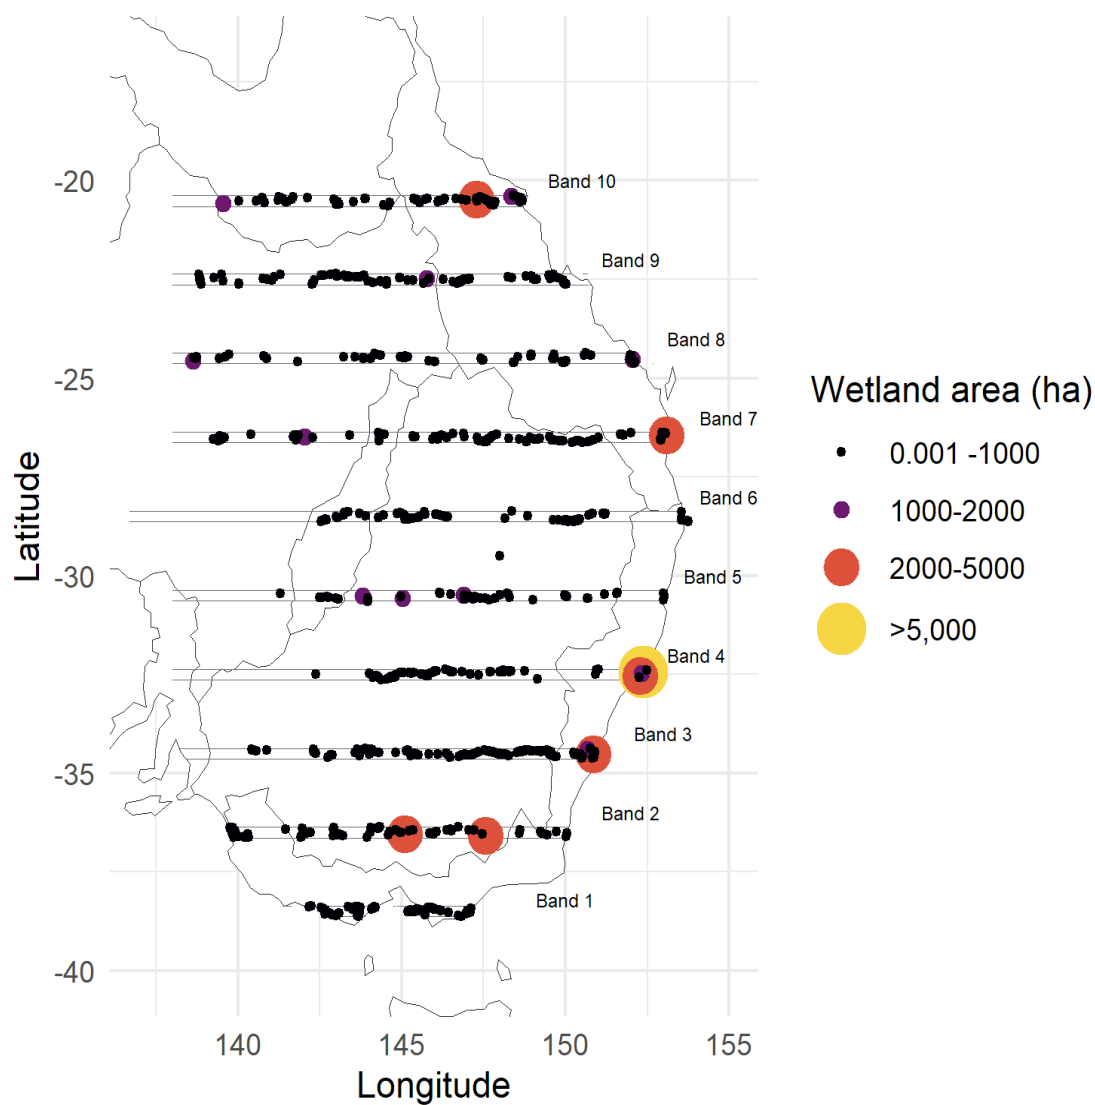 Band 10
Band 9
Band 8
Band 7
Band 6
Band 5
Band 4
Band 3
Band 2
Band 1
-20
-25
-30
-35
-40
Latitude
140
145
150
155
Longitude
Wetland area (ha)
0.001 -1000
1000-2000
2000-5000
>5,000